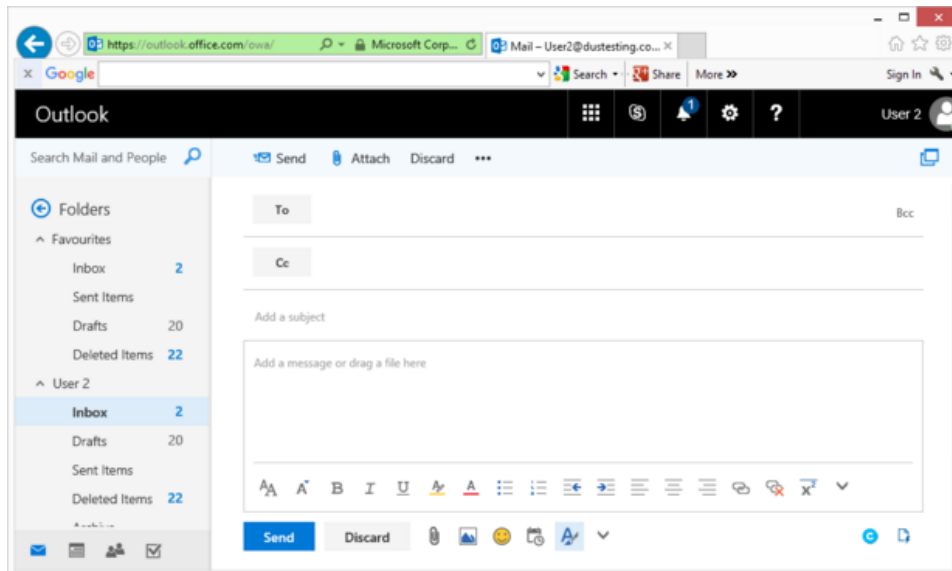 https://outlook.office.com/owa/ Microsoft Corp... Mail – User2@dustesting.co...
x Google Search Share More » Sign In
Outlook 1 ? User 2
Search Mail and People Send Attach Discard •••
Folders To Bcc
Favourites
Inbox 2 Cc
Sent Items
Add a subject
Drafts 20
Deleted Items 22 Add a message or drag a file here
User 2
Inbox 2
Drafts 20
Sent Items
Deleted Items 22 B I U A x²
Archive
Send Discard